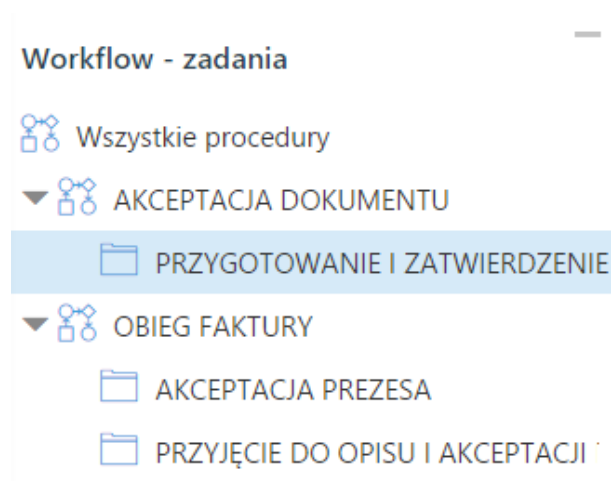 Workflow - zadania
Wszystkie procedury
AKCEPTACJA DOKUMENTU
PRZYGOTOWANIE I ZATWIERDZENIE
OBIEG FAKTURY
AKCEPTACJA PREZESA
PRZYJĘCIE DO OPISU I AKCEPTACJI